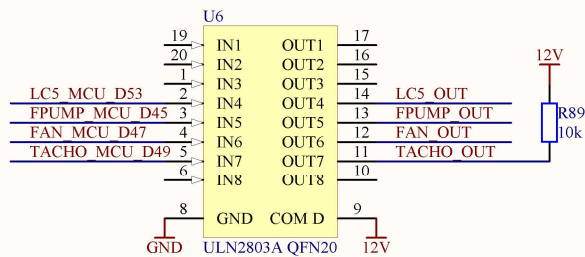 U6
19 IN1 OUT1 17
20 IN2 OUT2 16
1 IN3 OUT3 15
LC5_MCU_D53 2 IN4 OUT4 14 LC5_OUT
FPUMP_MCU_D45 3 IN5 OUT5 13 FPUMP_OUT
FAN_MCU_D47 4 IN6 OUT6 12 FAN_OUT
TACHO_MCU_D49 5 IN7 OUT7 11 TACHO_OUT
6 IN8 OUT8 10
8 GND COM D 9
GND
12V
ULN2803A QFN20
12V
R89
10k